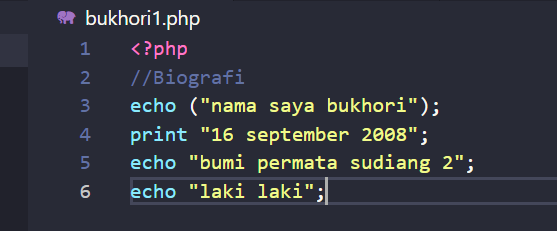 bukhori1.php
1 <?php
2 //Biografi
3 echo ("nama saya bukhori");
4 print "16 september 2008";
5 echo "bumi permata sudiang 2";
6 echo "laki laki";